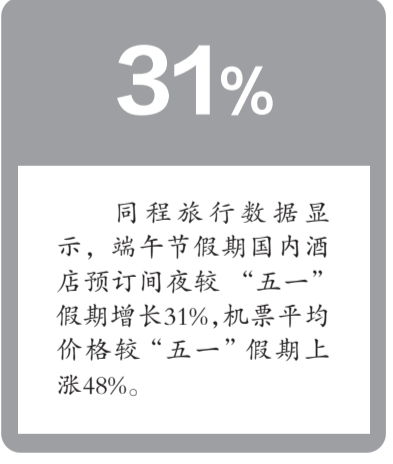 31%
同程旅行数据显
示，端午节假期国内酒
店预订间夜较 “五一”
假期增长31%,机票平均
价格较“五一”假期上
涨48%。